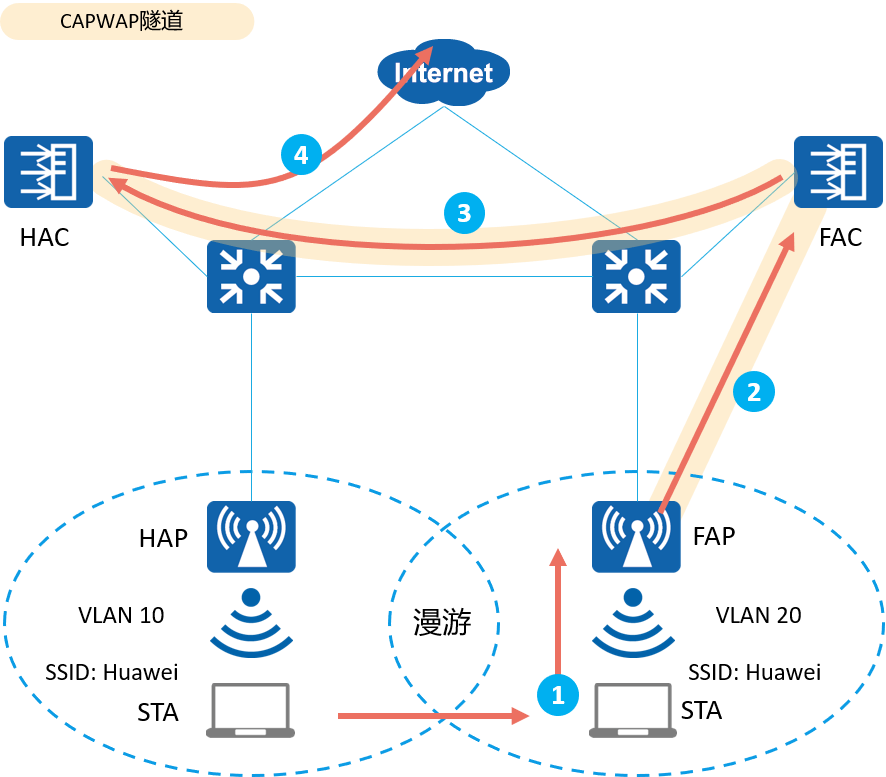 CAPWAP隧道
Internet
4
3
HAC
FAC
2
HAP
FAP
VLAN 10
漫游
VLAN 20
SSID: Huawei
SSID: Huawei
1
STA
STA